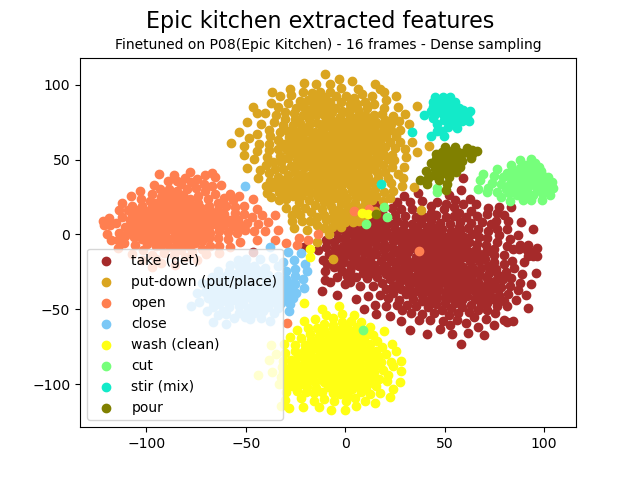 Epic kitchen extracted features
Finetuned on P08(Epic Kitchen) - 16 frames - Dense sampling
100
50
0
−50
−100
take (get)
put-down (put/place)
open
close
wash (clean)
cut
stir (mix)
pour
−100
−50
0
50
100